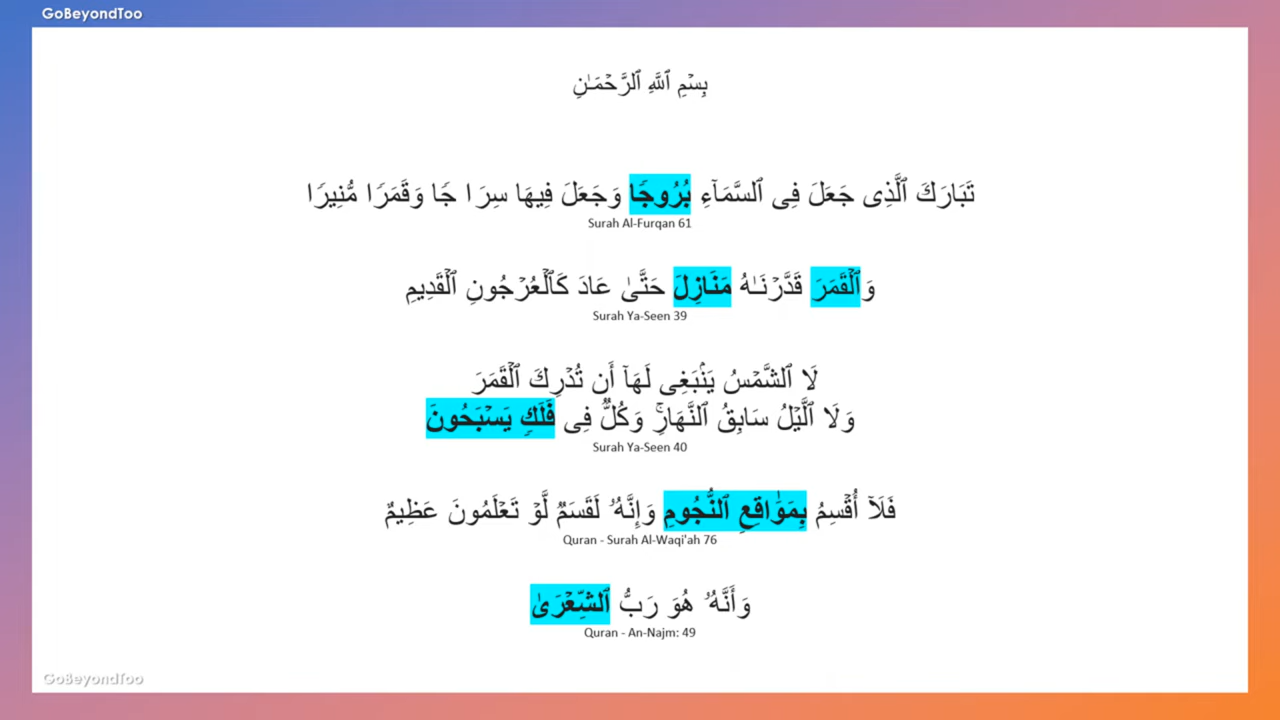 GoBeyondToo
بِسْمِ ٱللَّهِ ٱلرَّحْمَـٰنِ
تَبَارَكَ ٱلَّذِى جَعَلَ فِى ٱلسَّمَآءِ بُرُوجًا وَجَعَلَ فِيهَا سِرَا جًا وَقَمَرًا مُّنِيرًا
Surah Al-Furqan 61
وَٱلْقَمَرَ قَدَّرْنَـٰهُ مَنَازِلَ حَتَّىٰ عَادَ كَٱلْعُرْجُونِ ٱلْقَدِيمِ
Surah Ya-Seen 39
لَا ٱلشَّمْسُ يَنۢبَغِى لَهَآ أَن تُدْرِكَ ٱلْقَمَرَ
وَلَا ٱلَّيْلُ سَابِقُ ٱلنَّهَارِ ۚ وَكُلٌّ فِى فَلَكٍ يَسْبَحُونَ
Surah Ya-Seen 40
فَلَآ أُقْسِمُ بِمَوَٰاقِعِ ٱلنُّجُومِ وَإِنَّهُۥ لَقَسَمٌ لَّوْ تَعْلَمُونَ عَظِيمٌ
Quran - Surah Al-Waqi'ah 76
وَأَنَّهُۥ هُوَ رَبُّ ٱلشِّعْرَىٰ
Quran - An-Najm: 49
GoBeyondToo